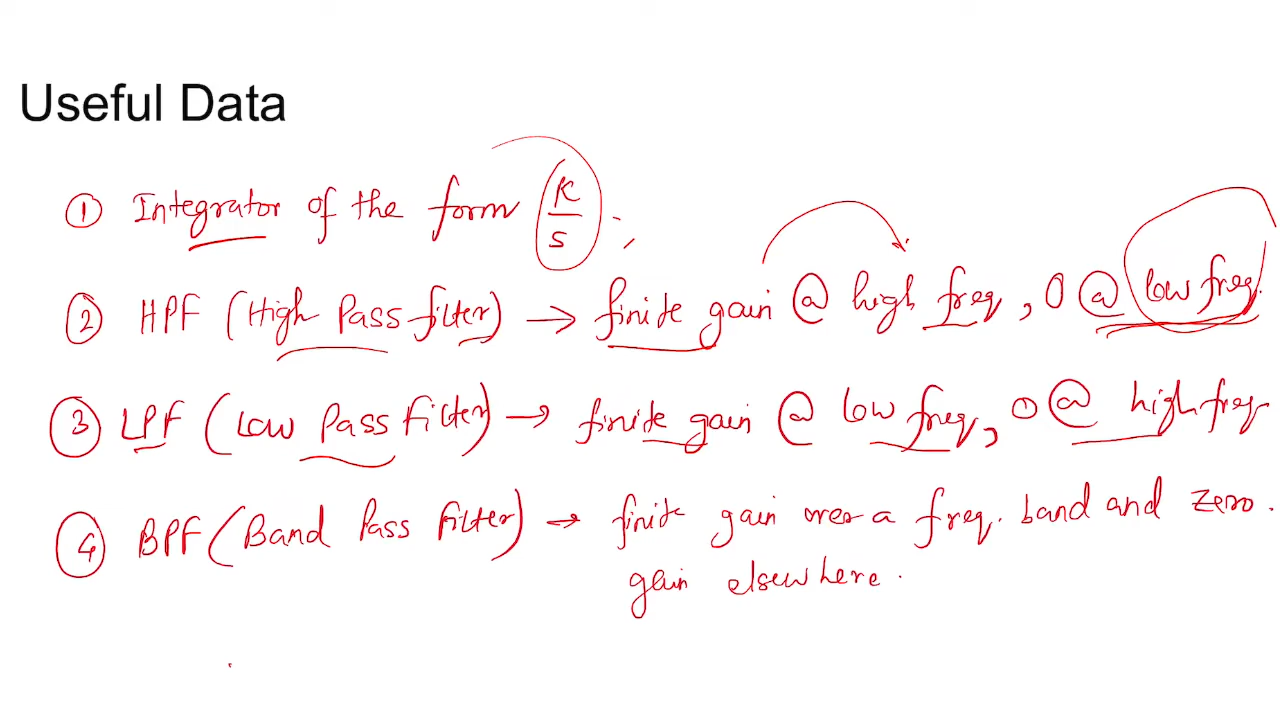 Useful Data
① Integrator of the form K/s ;
② HPF (High Pass filter) → finite gain @ high freq, 0 @ low freq.
③ LPF (Low Pass Filter) → finite gain @ low freq, 0 @ high freq.
④ BPF (Band Pass Filter) → finite gain over a freq. band and zero.
gain elsewhere.